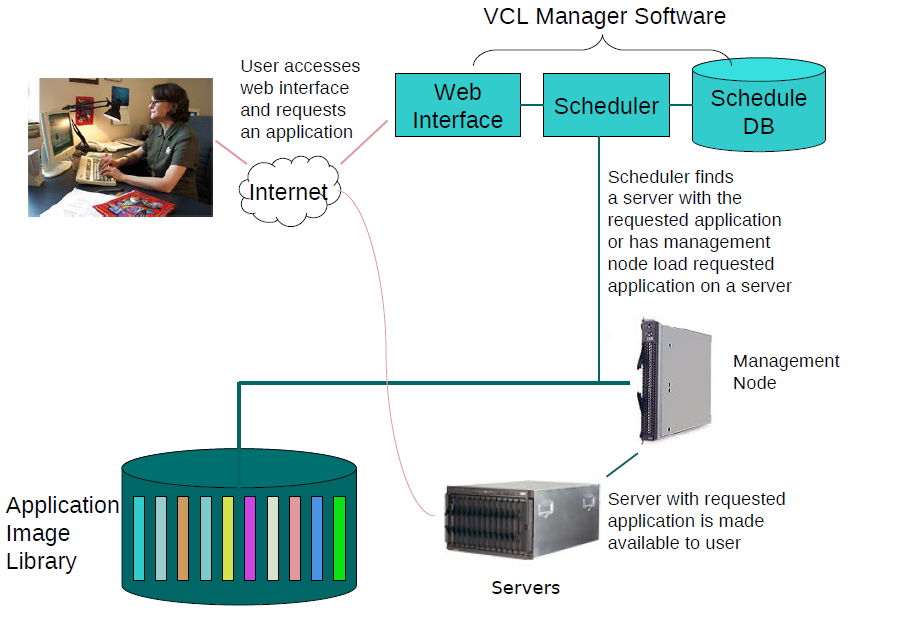 VCL Manager Software
User accesses
web interface
and requests
an application
Web
Interface
Scheduler
Schedule
DB
Internet
Scheduler finds
a server with the
requested application
or has management
node load requested
application on a server
Management
Node
Application
Image
Library
Server with requested
application is made
available to user
Servers